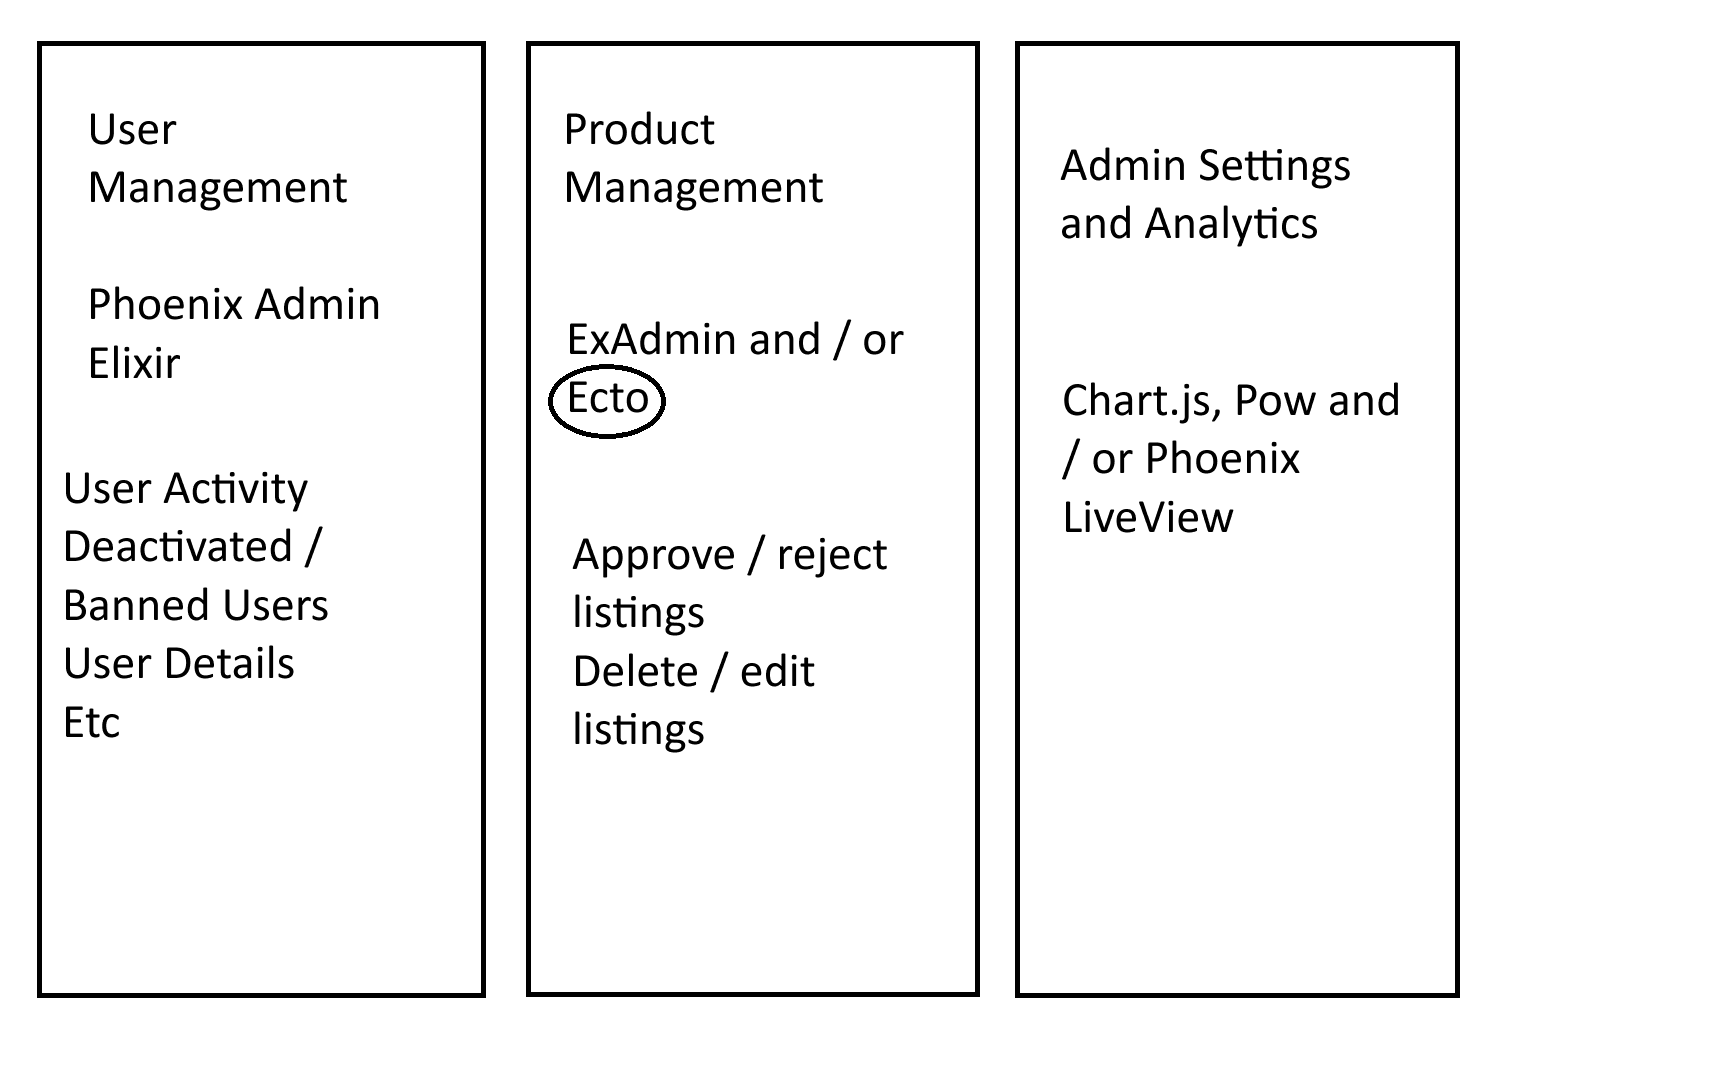 User
Management
Phoenix Admin
Elixir
User Activity
Deactivated /
Banned Users
User Details
Etc
Product
Management
ExAdmin and / or
Ecto
Approve / reject
listings
Delete / edit
listings
Admin Settings
and Analytics
Chart.js, Pow and
/ or Phoenix
LiveView